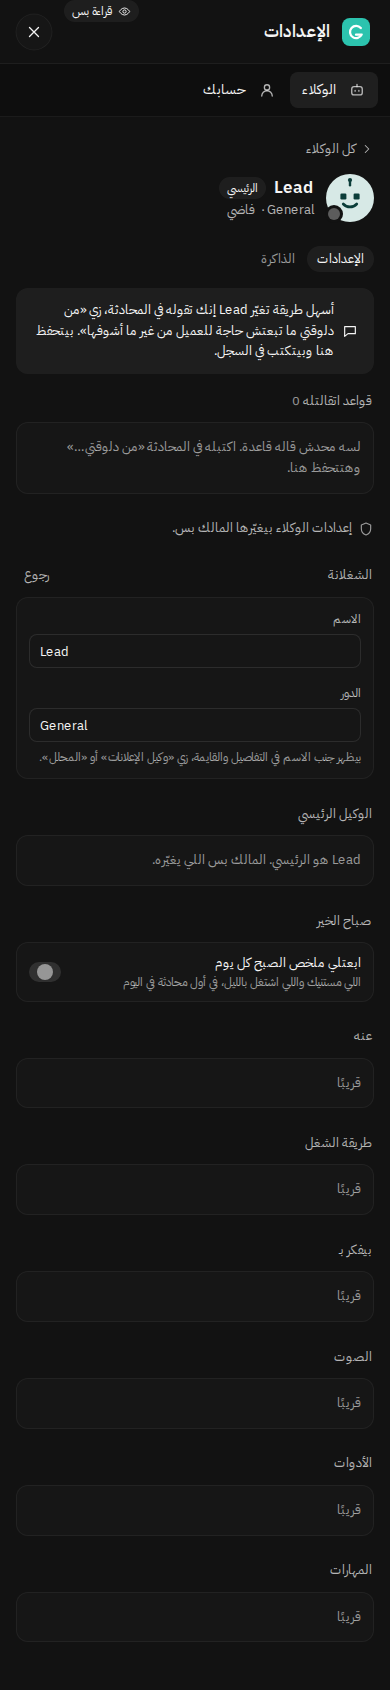 قراءة بس
الإعدادات
الوكلاء
حسابك
كل الوكلاء
Lead الرئيسي
General · فاضي
الإعدادات الذاكرة
أسهل طريقة تغيّر Lead إنك تقوله في المحادثة، زي «من
دلوقتي ما تبعتش حاجة للعميل من غير ما أشوفها». بيتحفظ
هنا وبيتكتب في السجل.
قواعد اتقالتله 0
لسه محدش قاله قاعدة. اكتبله في المحادثة «من دلوقتي...»
وهتتحفظ هنا.
إعدادات الوكلاء بيغيّرها المالك بس.
الشغلانة
رجوع
الاسم
Lead
الدور
General
بيظهر جنب الاسم في التفاصيل والقايمة، زي «وكيل الإعلانات» أو «المحلل».
الوكيل الرئيسي
Lead هو الرئيسي. المالك بس اللي يغيّره.
صباح الخير
ابعتلي ملخص الصبح كل يوم
اللي مستنيك واللي اشتغل بالليل، في أول محادثة في اليوم
عنه
قريبًا
طريقة الشغل
قريبًا
بيفكر بـ
قريبًا
الصوت
قريبًا
الأدوات
قريبًا
المهارات
قريبًا